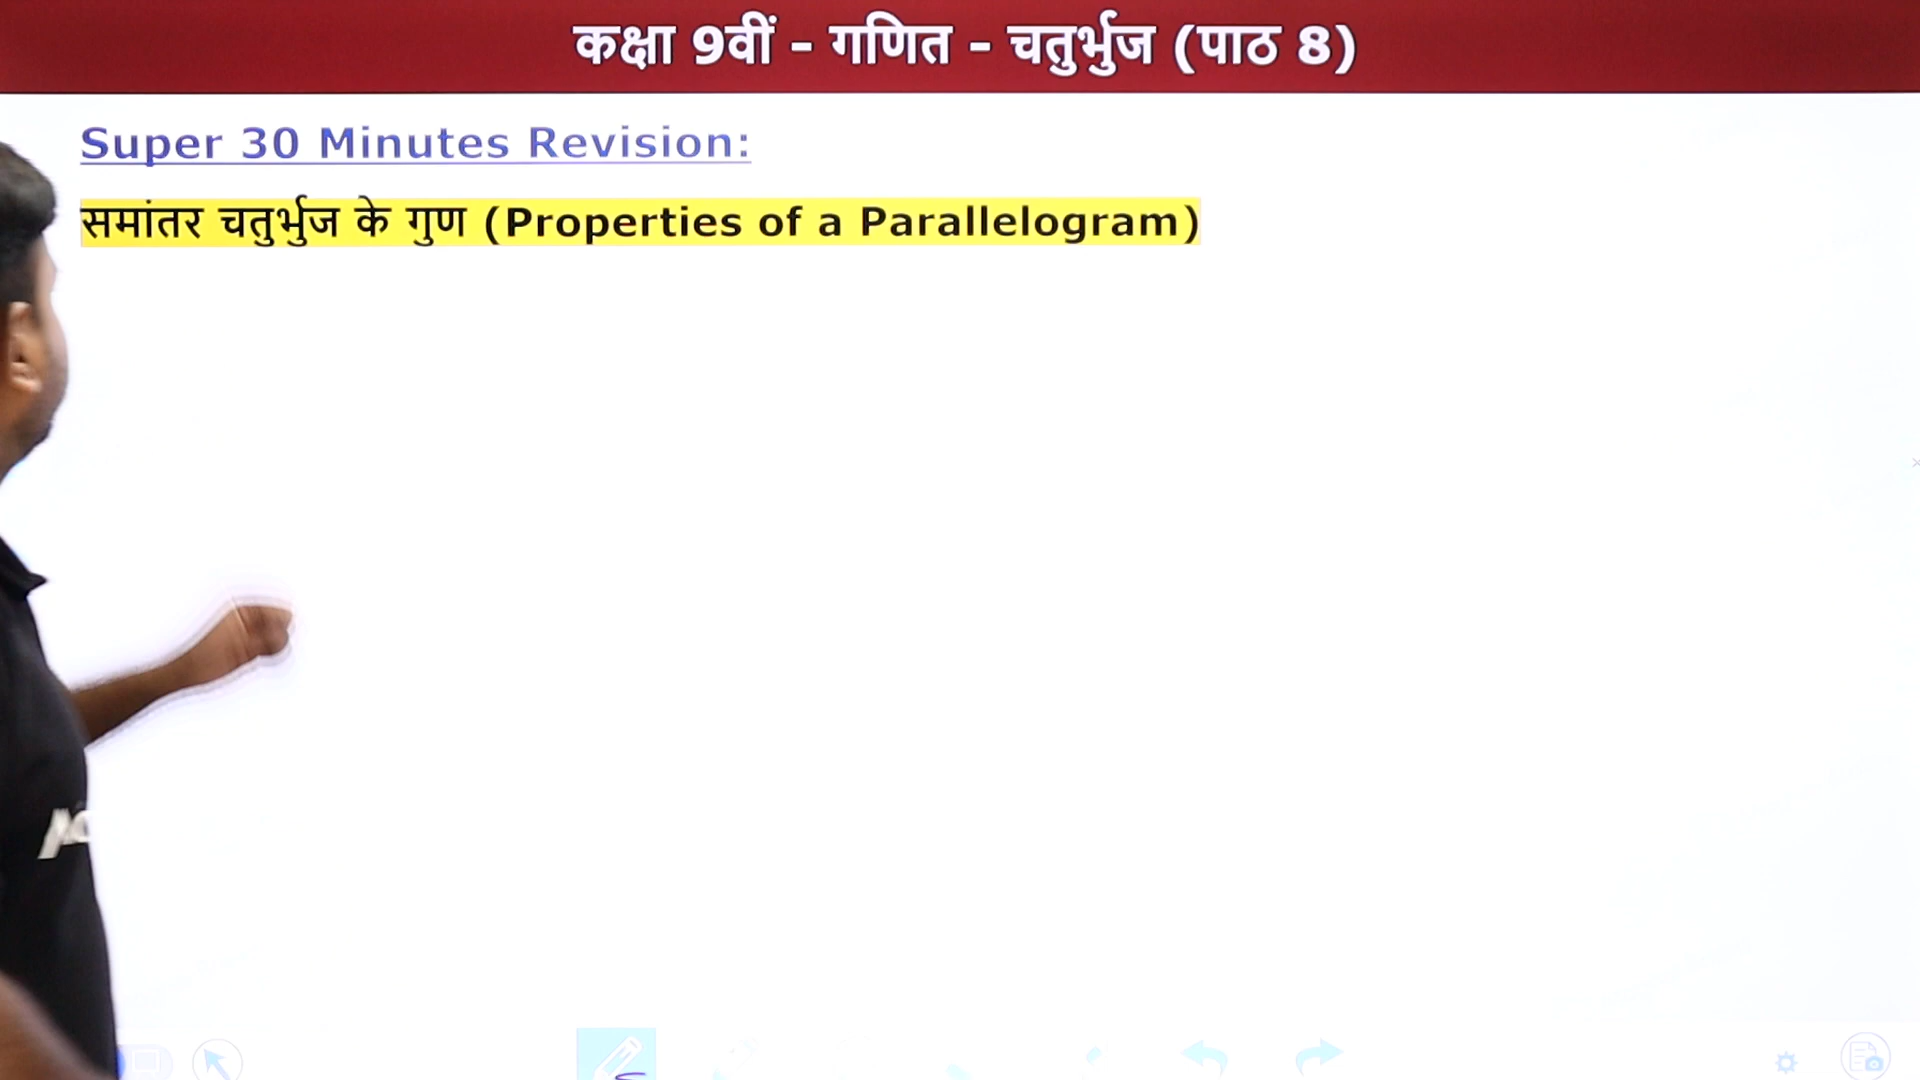 कक्षा 9वीं - गणित - चतुर्भुज (पाठ 8)
Super 30 Minutes Revision:
समांतर चतुर्भुज के गुण (Properties of a Parallelogram)